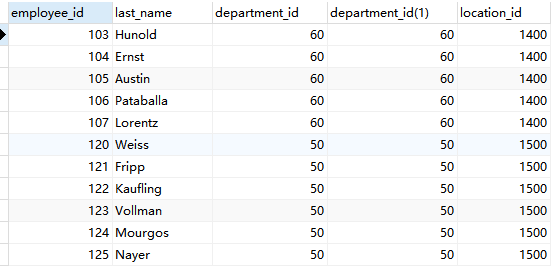 employee_id last_name department_id department_id(1) location_id
103 Hunold 60 60 1400
104 Ernst 60 60 1400
105 Austin 60 60 1400
106 Pataballa 60 60 1400
107 Lorentz 60 60 1400
120 Weiss 50 50 1500
121 Fripp 50 50 1500
122 Kaufling 50 50 1500
123 Vollman 50 50 1500
124 Mourgos 50 50 1500
125 Nayer 50 50 1500